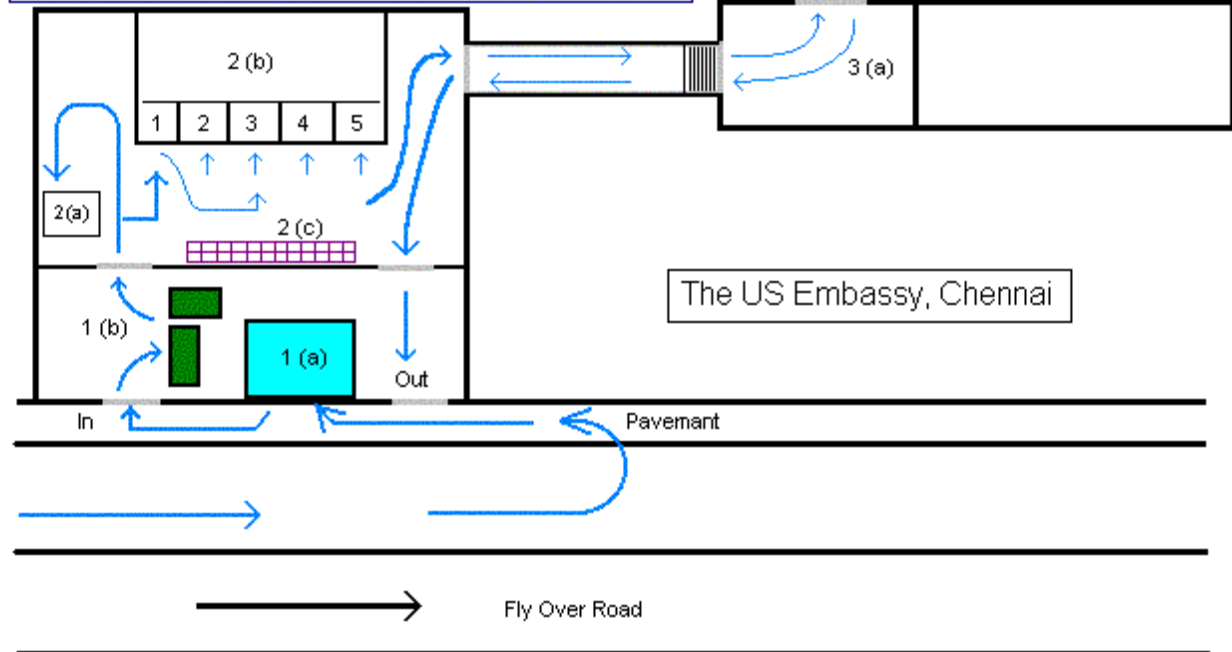 2 (b)
3 (a)
1 2 3 4 5
2(a)
2 (c)
The US Embassy, Chennai
1 (b)
1 (a)
Out
In
Pavemant
Fly Over Road